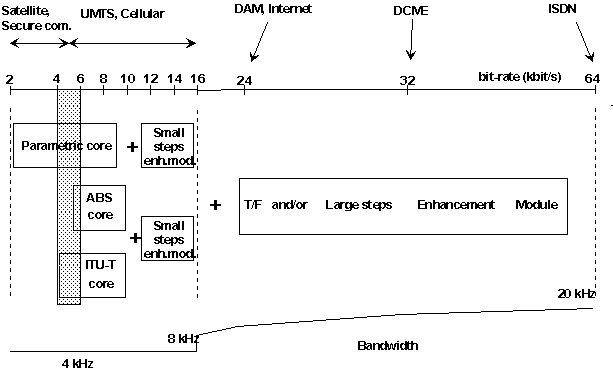 Satellite, UMTS, Cellular DAM, Internet DCME ISDN
Secure com.
2 4 6 8 10 12 14 16 24 32 bit-rate (kbit/s) 64
Parametric core + Small
steps
enh.mod.
ABS
core
+ Small
steps
enh.mod.
ITU-T
core
+ T/F and/or Large steps Enhancement Module
20 kHz
8 kHz
Bandwidth
4 kHz